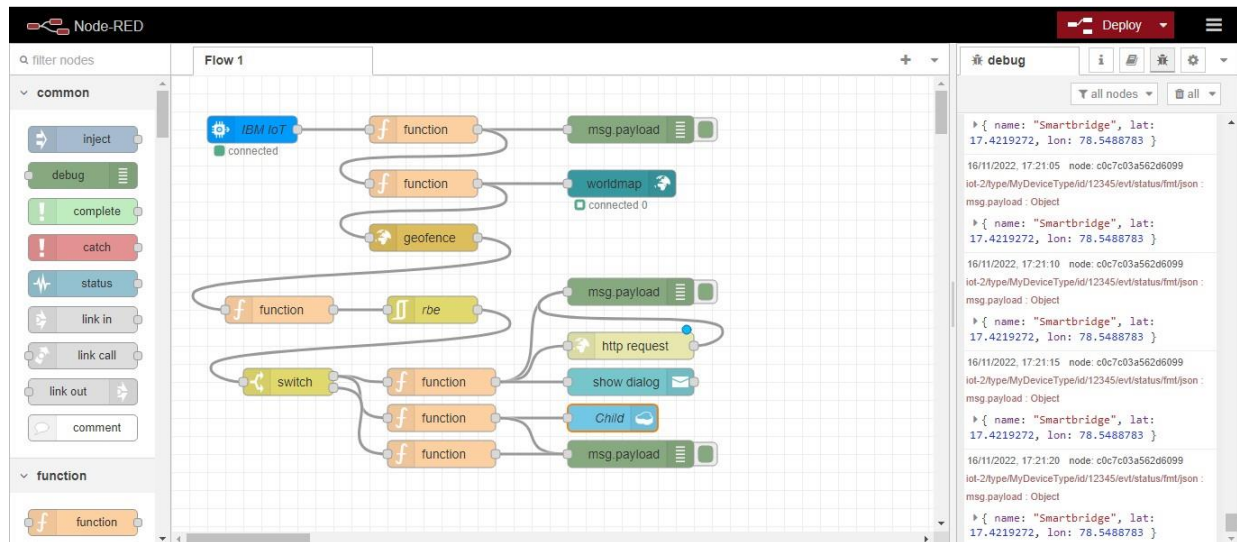 Node-RED
Deploy
filter nodes
common
inject
debug
complete
catch
status
link in
link call
link out
comment
function
function
Flow 1
IBM IoT
connected
function
msg.payload
function
worldmap
connected 0
geofence
function
rbe
msg.payload
http request
switch
function
show dialog
function
Child
function
msg.payload
debug
i
all nodes
all
{ name: "Smartbridge", lat:
17.4219272, lon: 78.5488783 }
16/11/2022, 17:21:05 node: c0c7c03a562d6099
iot-2/type/MyDeviceType/id/12345/evt/status/fmt/json :
msg.payload : Object
{ name: "Smartbridge", lat:
17.4219272, lon: 78.5488783 }
16/11/2022, 17:21:10 node: c0c7c03a562d6099
iot-2/type/MyDeviceType/id/12345/evt/status/fmt/json :
msg.payload : Object
{ name: "Smartbridge", lat:
17.4219272, lon: 78.5488783 }
16/11/2022, 17:21:15 node: c0c7c03a562d6099
iot-2/type/MyDeviceType/id/12345/evt/status/fmt/json :
msg.payload : Object
{ name: "Smartbridge", lat:
17.4219272, lon: 78.5488783 }
16/11/2022, 17:21:20 node: c0c7c03a562d6099
iot-2/type/MyDeviceType/id/12345/evt/status/fmt/json :
msg.payload : Object
{ name: "Smartbridge", lat:
17.4219272, lon: 78.5488783 }